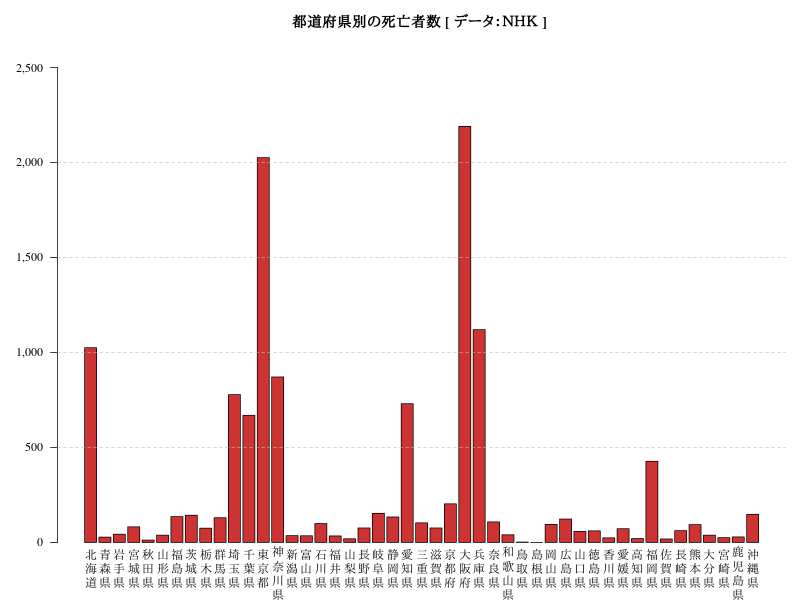 都道府県別の死亡者数 [ データ:NHK ]
2,500
2,000
1,500
1,000
500
0
北海道
青森県
岩手県
宮城県
秋田県
山形県
福島県
茨城県
栃木県
群馬県
埼玉県
千葉県
東京都
神奈川県
新潟県
富山県
石川県
福井県
山梨県
長野県
岐阜県
静岡県
愛知県
三重県
滋賀県
京都府
大阪府
兵庫県
奈良県
和歌山県
鳥取県
島根県
岡山県
広島県
山口県
徳島県
香川県
愛媛県
高知県
福岡県
佐賀県
長崎県
熊本県
大分県
宮崎県
鹿児島県
沖縄県